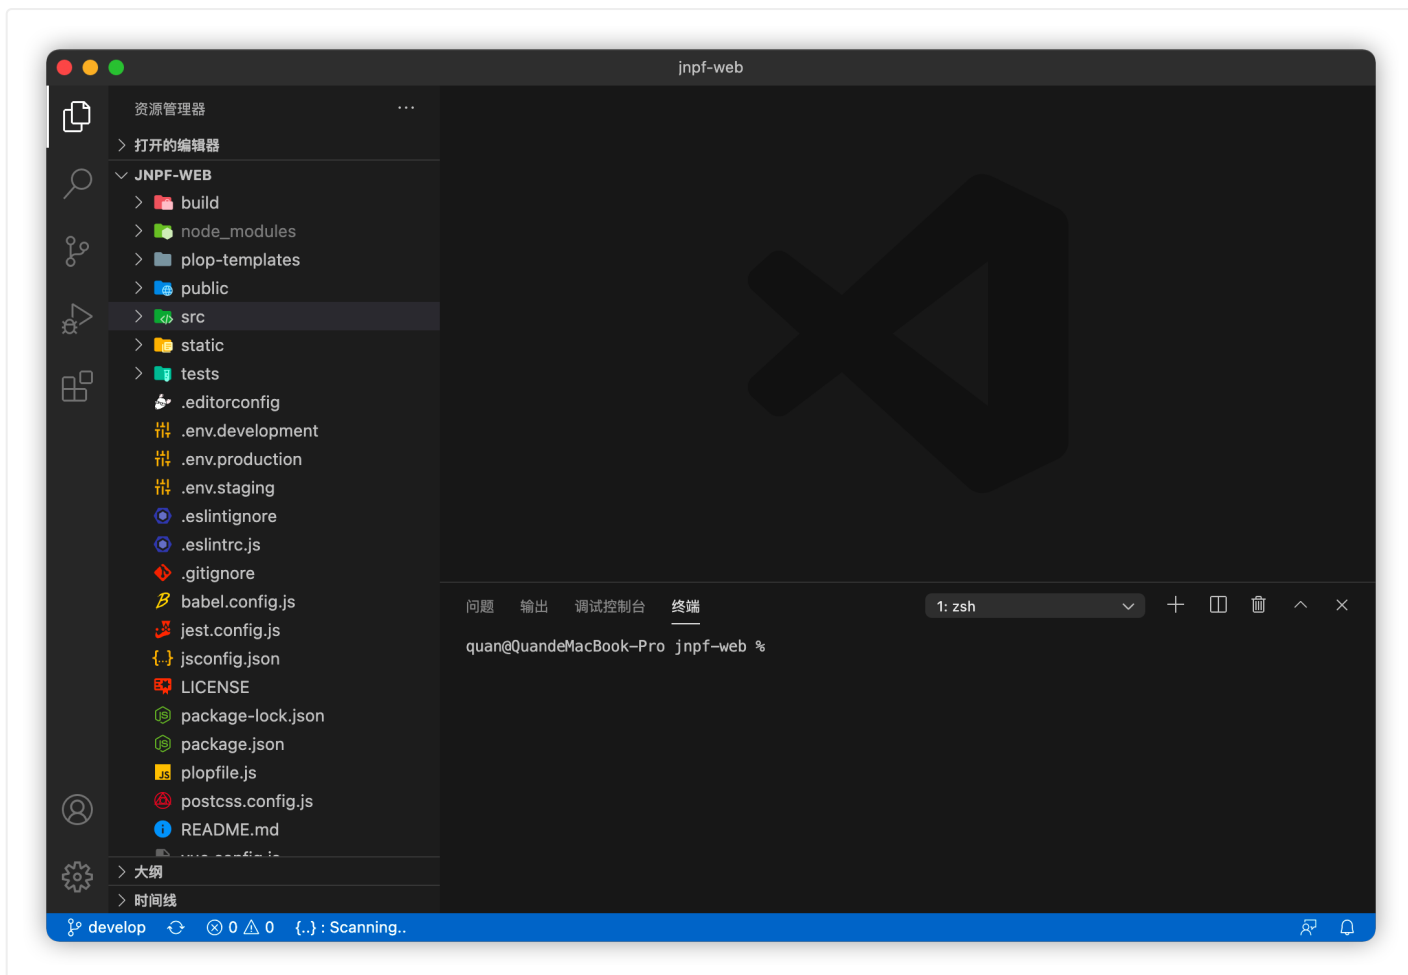 jnpf-web
资源管理器
打开的编辑器
JNPF-WEB
build
node_modules
plop-templates
public
src
static
tests
.editorconfig
.env.development
.env.production
.env.staging
.eslintignore
.eslintrc.js
.gitignore
babel.config.js
jest.config.js
jsconfig.json
LICENSE
package-lock.json
package.json
plopfile.js
postcss.config.js
README.md
大纲
时间线
问题 输出 调试控制台 终端 1: zsh
quan@QuandeMacBook-Pro jnpf-web %
develop 0 0 {..} : Scanning..